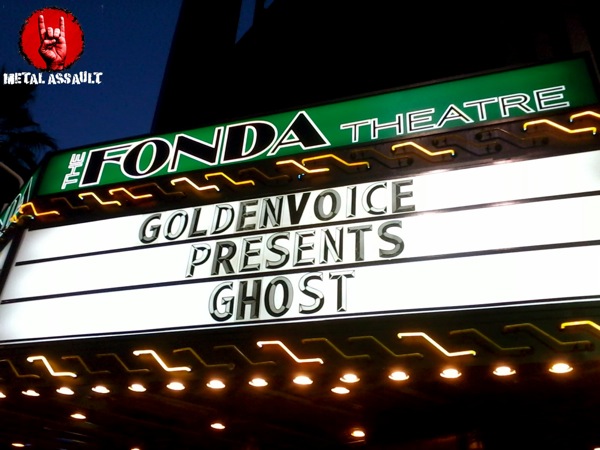 METAL ASSAULT
THE FONDA THEATRE
GOLDENVOICE
PRESENTS
GHOST